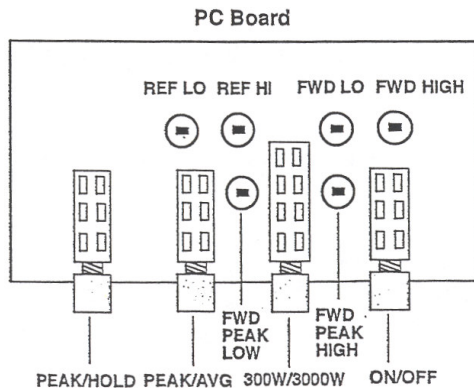 PC Board
REF LO REF HI FWD LO FWD HIGH
FWD PEAK LOW
FWD PEAK HIGH
PEAK/HOLD PEAK/AVG 300W/3000W ON/OFF